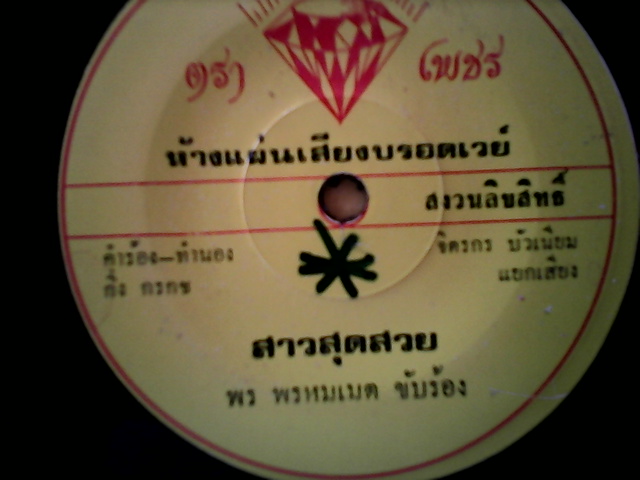 ตรา เพชร
ห้างแผ่นเสียงบรอดเวย์
สงวนลิขสิทธิ์
คำร้อง-ทำนอง
กิ่ง
จิตรกร บัวเนียม
แยกเสียง
สาวสุดสวย
พร พรหมเมต ขับร้อง